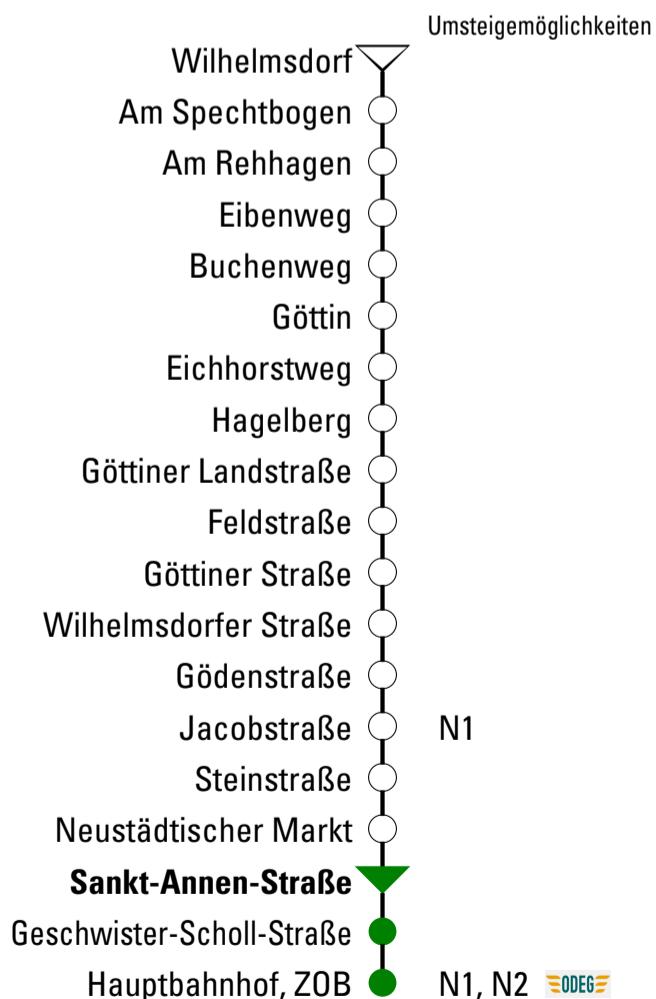 Umsteigemöglichkeiten
Wilhelmsdorf
Am Spechtbogen
Am Rehhagen
Eibenweg
Buchenweg
Göttin
Eichhorstweg
Hagelberg
Göttiner Landstraße
Feldstraße
Göttiner Straße
Wilhelmsdorfer Straße
Gödenstraße
Jacobstraße N1
Steinstraße
Neustädtischer Markt
Sankt-Annen-Straße
Geschwister-Scholl-Straße
Hauptbahnhof, ZOB N1, N2 ODEG